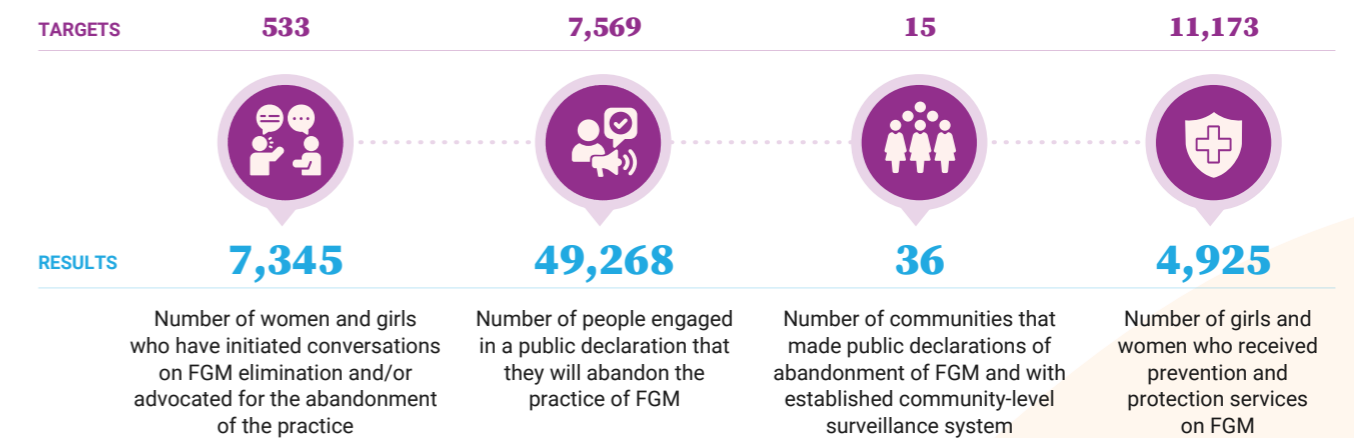 TARGETS 533 7,569 15 11,173
RESULTS 7,345 49,268 36 4,925
Number of women and girls
who have initiated conversations
on FGM elimination and/or
advocated for the abandonment
of the practice
Number of people engaged
in a public declaration that
they will abandon the
practice of FGM
Number of communities that
made public declarations of
abandonment of FGM and with
established community-level
surveillance system
Number of girls and
women who received
prevention and
protection services
on FGM